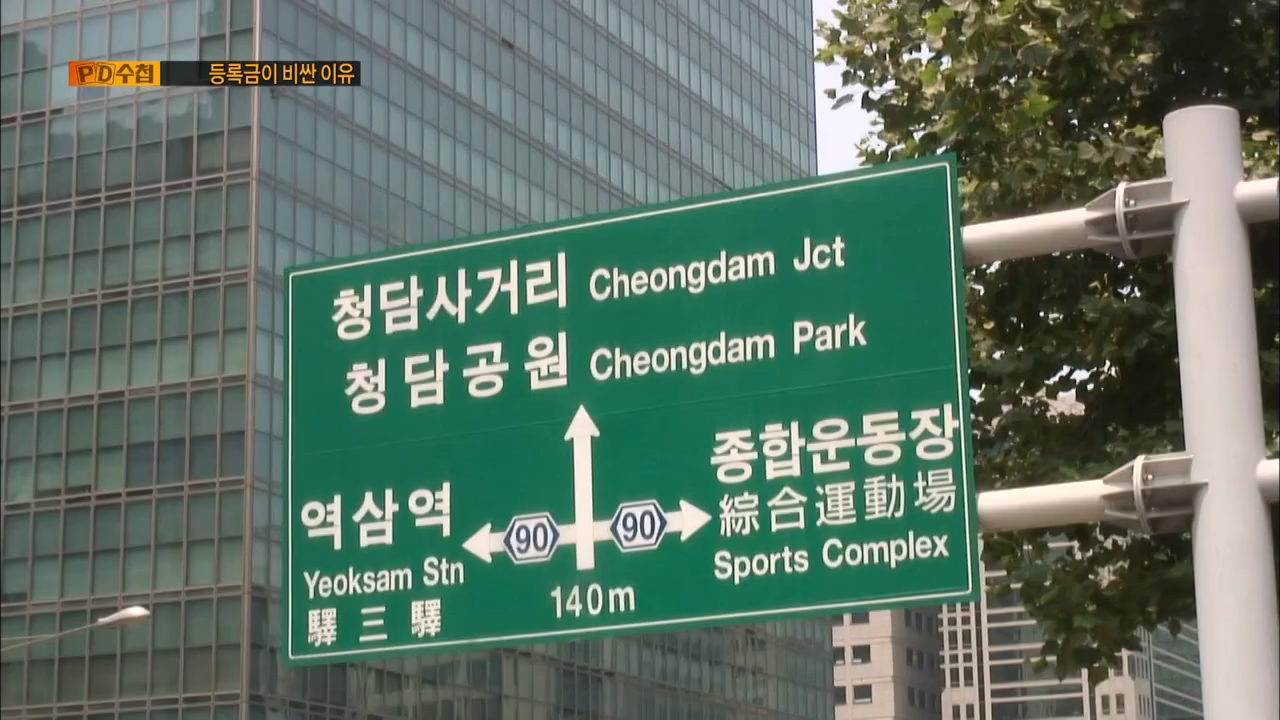 PD수첩 등록금이 비싼 이유
청담사거리 Cheongdam Jct
청담공원 Cheongdam Park
역삼역
Yeoksam Stn
驛三驛
90
90
140m
종합운동장
綜合運動場
Sports Complex